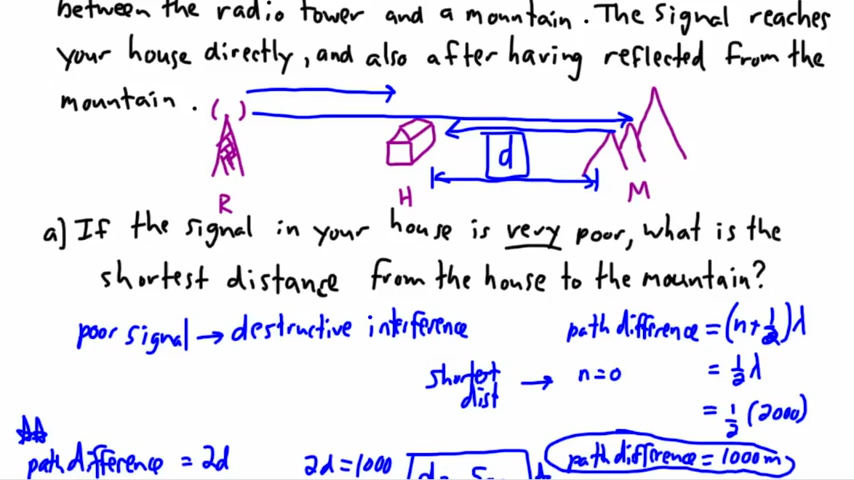 between the radio tower and a mountain. The signal reaches
your house directly, and also after having reflected from the
mountain.
d
R
H
M
a] If the signal in your house is very poor, what is the
shortest distance from the house to the mountain?
poor signal → destructive interference
path difference = (n+½)λ
shortest
dist → n=0
= ½λ
= ½ (2000)
path difference = 1000m
path difference = 2d
2d = 1000